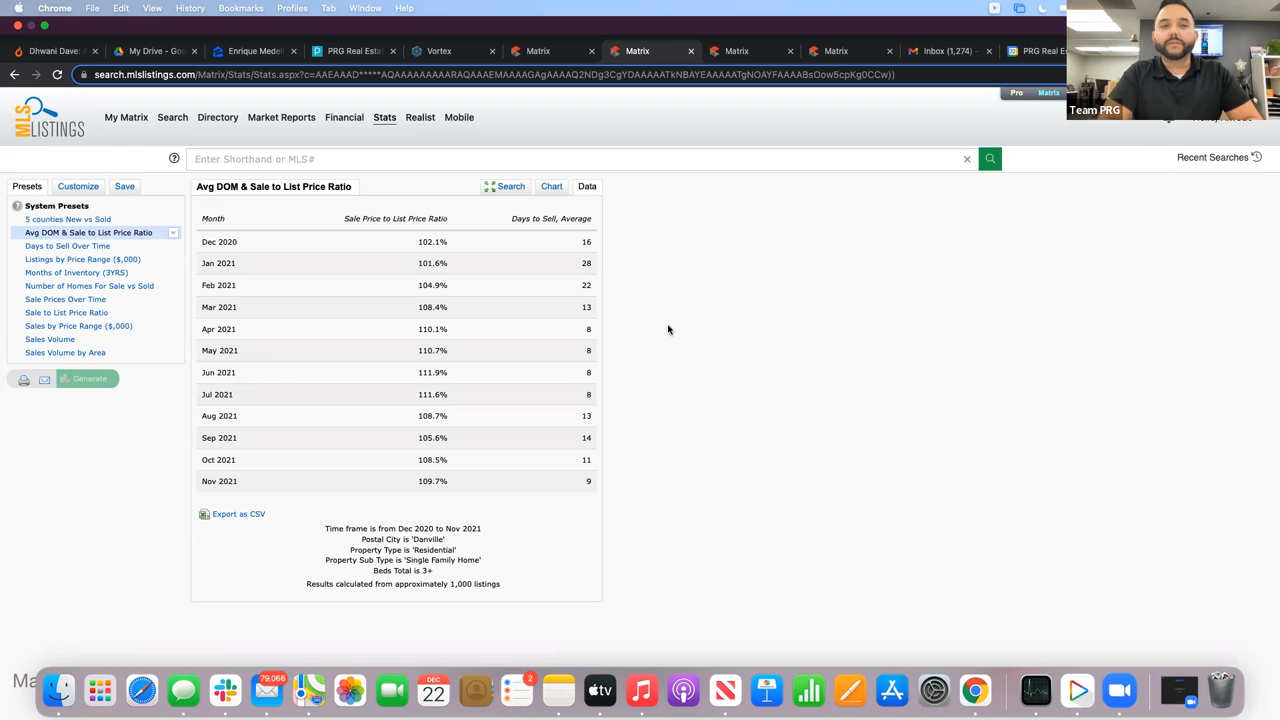 Chrome File Edit View History Bookmarks Profiles Tab Window Help
Dhwani Dave: A
My Drive - Goo
Enrique Medel
PRG Real Esta
Vortex
Matrix
Matrix
Matrix
Matrix
Inbox (1,274) -
PRG Real Es
search.mlslistings.com/Matrix/Stats/Stats.aspx?c=AAEAAAD*****AQAAAAAAAAARAQAAAEMAAAAGAgAAAAQ2NDg3CgYDAAAAATkNBAYEAAAAATgNOAYFAAAABsOow5cpKg0CCw))
Team PRG
Pro Matrix
MLS LISTINGS
My Matrix Search Directory Market Reports Financial Stats Realist Mobile
Enter Shorthand or MLS#
Recent Searches
Presets Customize Save
System Presets
5 counties New vs Sold
Avg DOM & Sale to List Price Ratio
Days to Sell Over Time
Listings by Price Range ($,000)
Months of Inventory (3YRS)
Number of Homes For Sale vs Sold
Sale Prices Over Time
Sale to List Price Ratio
Sales by Price Range ($,000)
Sales Volume
Sales Volume by Area
Generate
Avg DOM & Sale to List Price Ratio Search Chart Data
Month Sale Price to List Price Ratio Days to Sell, Average
Dec 2020 102.1% 16
Jan 2021 101.6% 28
Feb 2021 104.9% 22
Mar 2021 108.4% 13
Apr 2021 110.1% 8
May 2021 110.7% 8
Jun 2021 111.9% 8
Jul 2021 111.6% 8
Aug 2021 108.7% 13
Sep 2021 105.6% 14
Oct 2021 108.5% 11
Nov 2021 109.7% 9
Export as CSV
Time frame is from Dec 2020 to Nov 2021
Postal City is 'Danville'
Property Type is 'Residential'
Property Sub Type is 'Single Family Home'
Beds Total is 3+
Results calculated from approximately 1,000 listings
Ma
79,066
DEC
22
2
tv